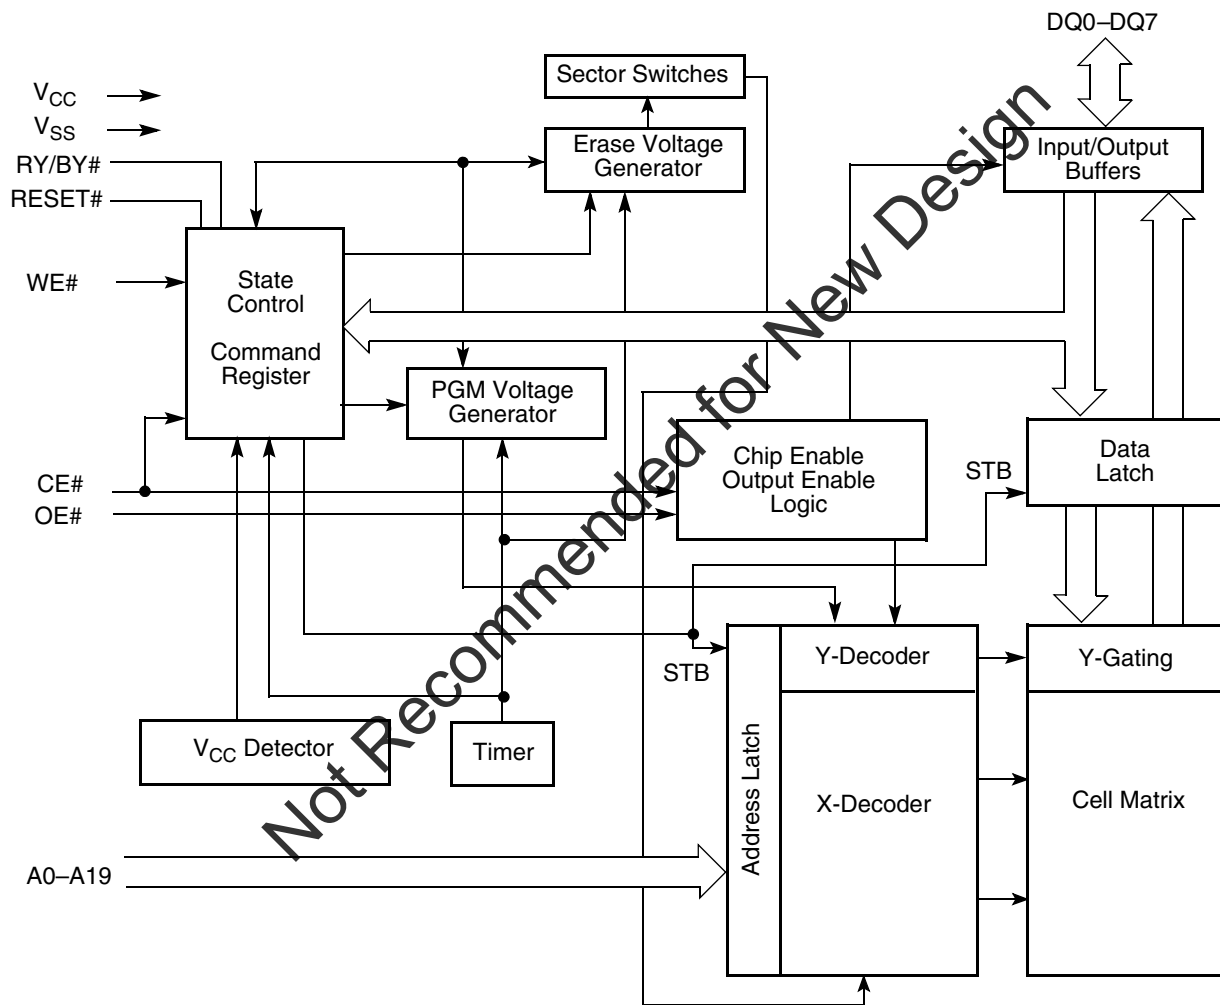 DQ0–DQ7
Sector Switches
VCC
VSS
RY/BY#
RESET#
Erase Voltage
Generator
Input/Output
Buffers
WE#
State
Control
Command
Register
PGM Voltage
Generator
Chip Enable
Output Enable
Logic
STB
Data
Latch
CE#
OE#
STB
Y-Decoder
Y-Gating
VCC Detector
Timer
Address Latch
X-Decoder
Cell Matrix
A0–A19
Not Recommended for New Design